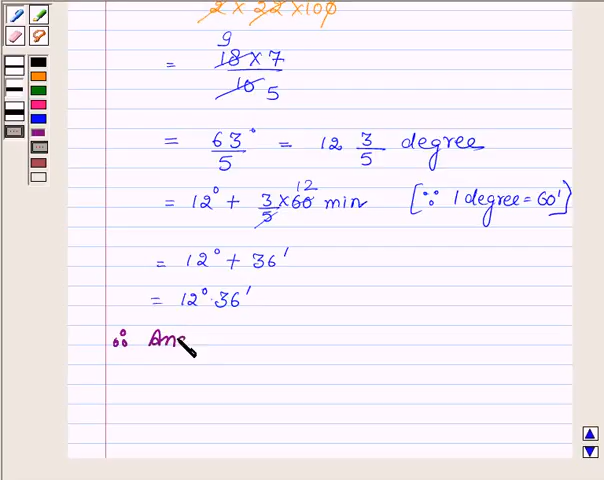 2 × 22 × 100
9
= 18 × 7
10 5
= 63°/5 = 12 3/5 degree
= 12° + 3/5 × 60 12 min [∵ 1 degree = 60']
= 12° + 36'
= 12°·36'
∴ Ans